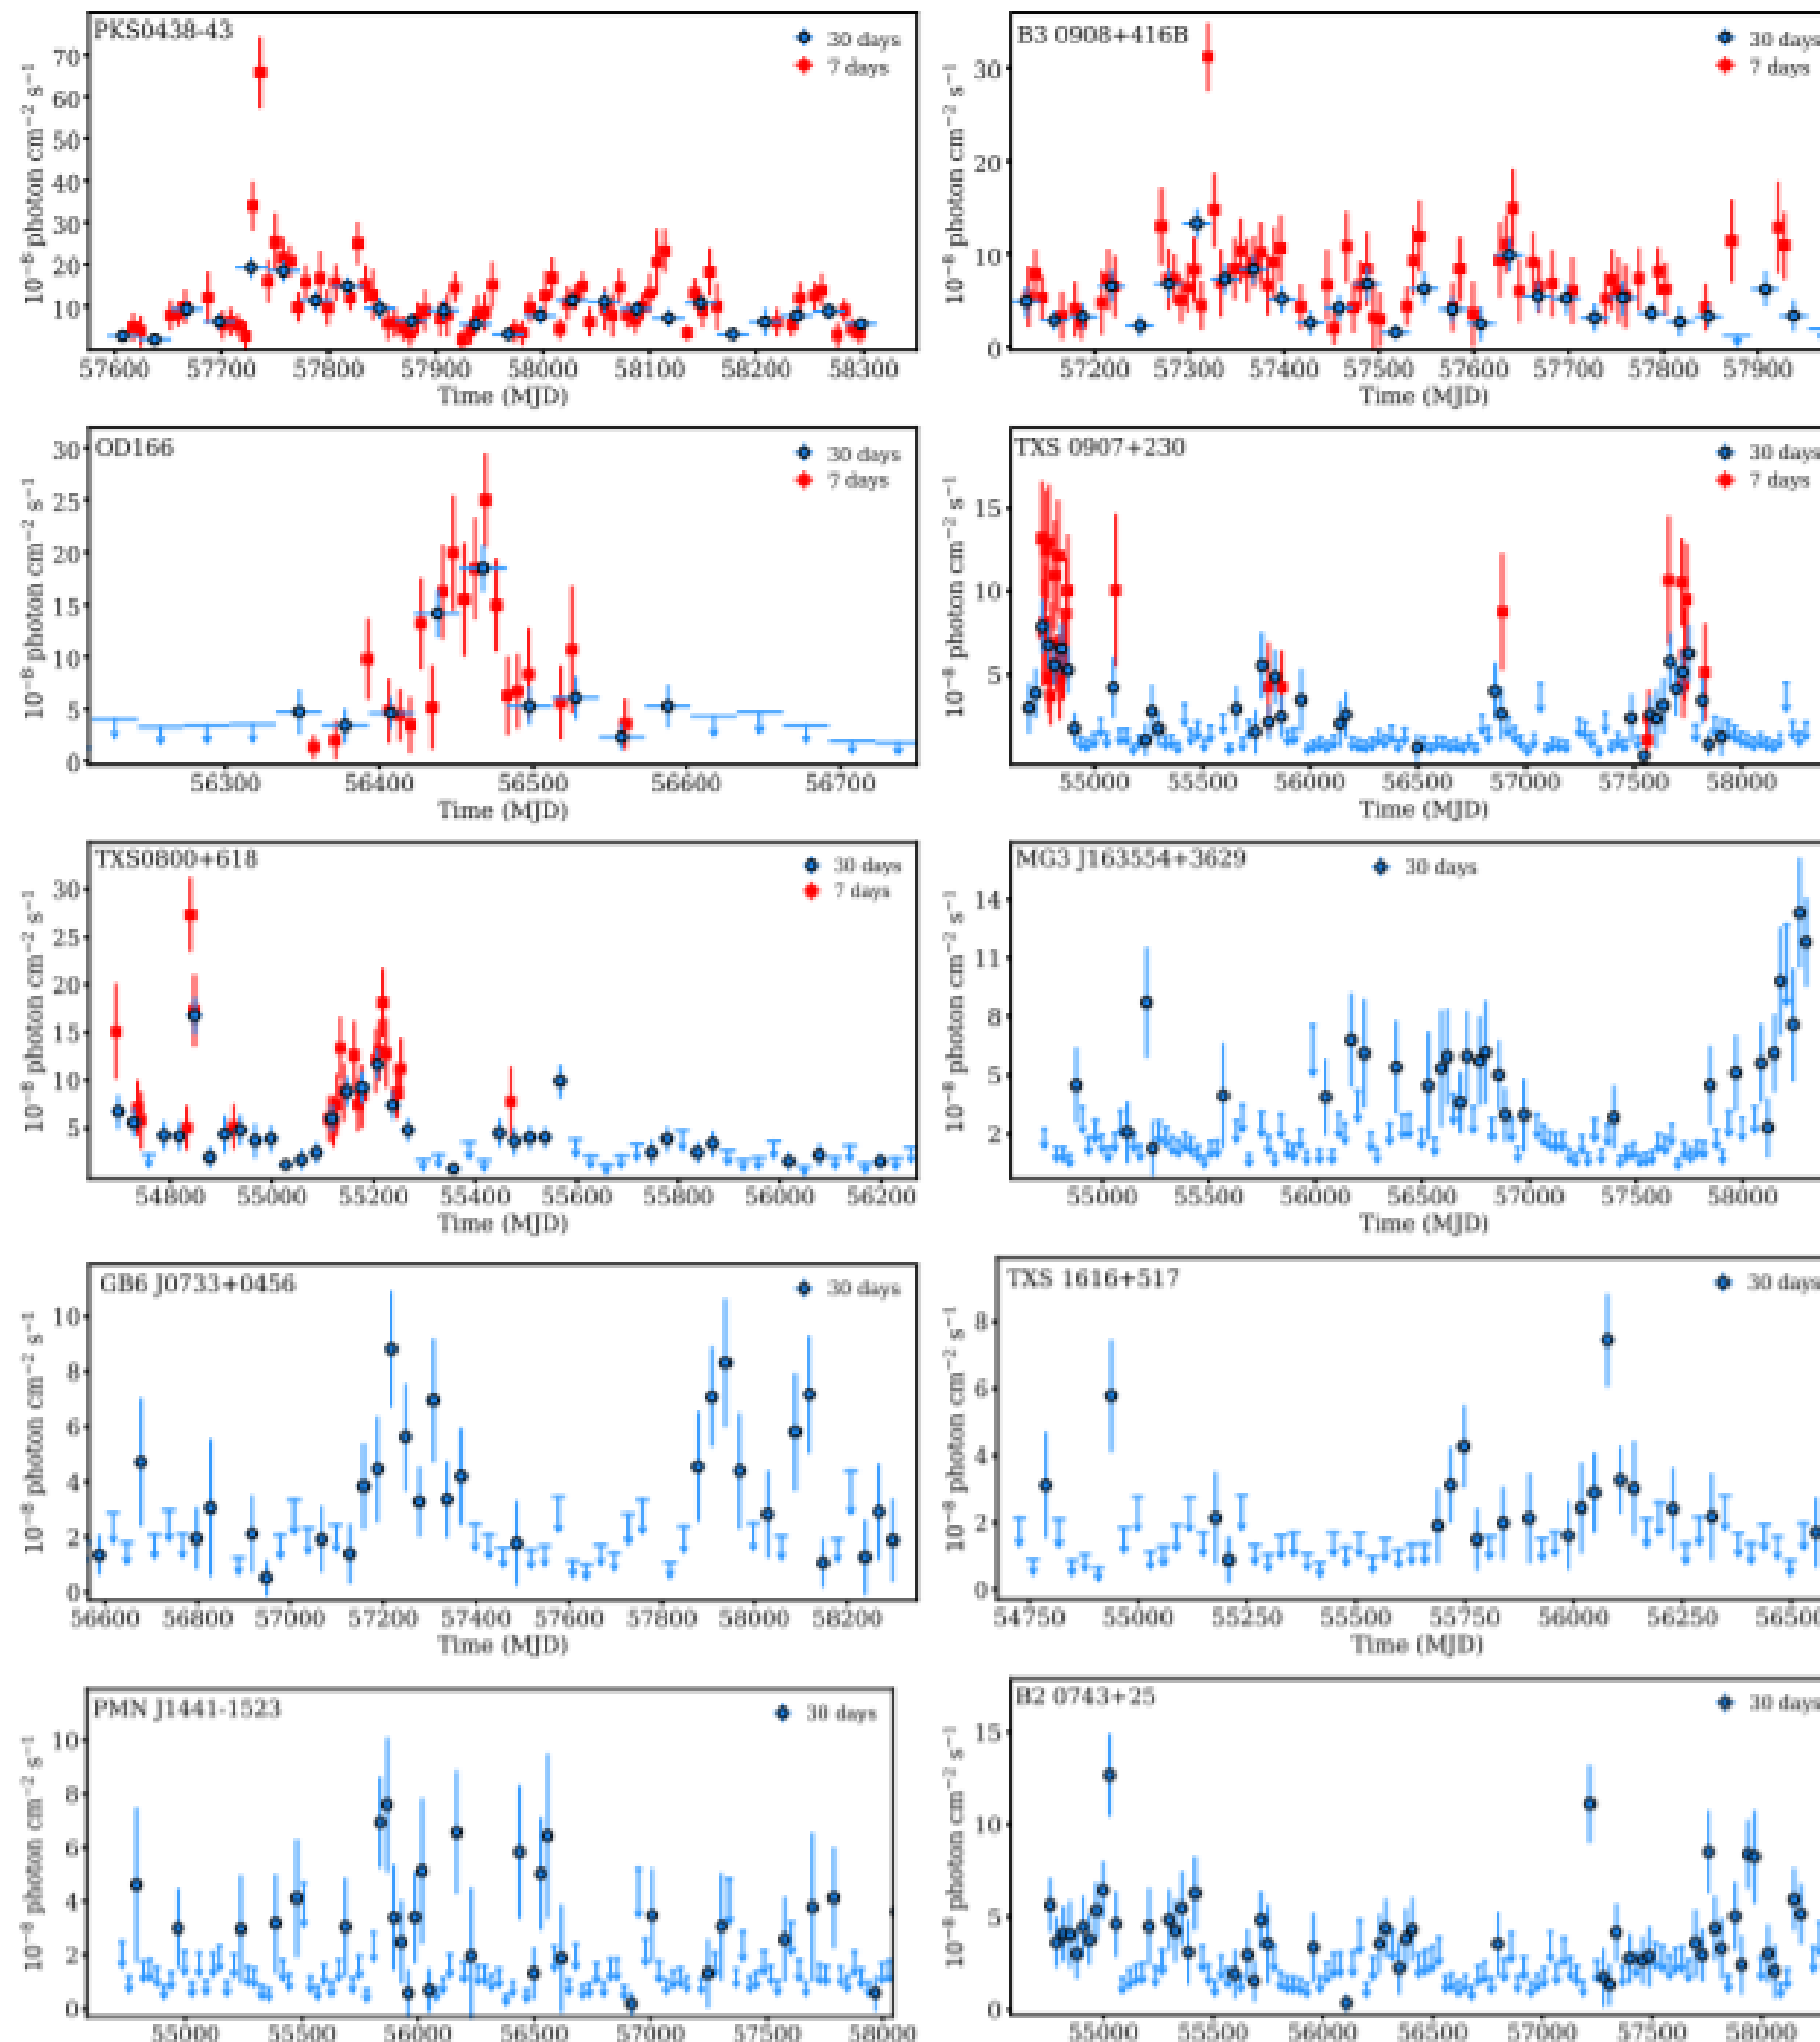 PKS0438-43
30 days
7 days
10⁻⁸ photon cm⁻² s⁻¹
70
60
50
40
30
20
10
57600 57700 57800 57900 58000 58100 58200 58300
Time (MJD)
B3 0908+416B
30 days
7 days
10⁻⁸ photon cm⁻² s⁻¹
30
20
10
0
57200 57300 57400 57500 57600 57700 57800 57900
Time (MJD)
OD166
30 days
7 days
10⁻⁸ photon cm⁻² s⁻¹
30
25
20
15
10
5
0
56300 56400 56500 56600 56700
Time (MJD)
TXS 0907+230
30 days
7 days
10⁻⁸ photon cm⁻² s⁻¹
15
10
5
55000 55500 56000 56500 57000 57500 58000
Time (MJD)
TXS0800+618
30 days
7 days
10⁻⁸ photon cm⁻² s⁻¹
30
25
20
15
10
5
54800 55000 55200 55400 55600 55800 56000 56200
Time (MJD)
MG3 J163554+3629
30 days
10⁻⁸ photon cm⁻² s⁻¹
14
11
8
5
2
55000 55500 56000 56500 57000 57500 58000
Time (MJD)
GB6 J0733+0456
30 days
10⁻⁸ photon cm⁻² s⁻¹
10
8
6
4
2
0
56600 56800 57000 57200 57400 57600 57800 58000 58200
Time (MJD)
TXS 1616+517
30 days
10⁻⁸ photon cm⁻² s⁻¹
8
6
4
2
0
54750 55000 55250 55500 55750 56000 56250 5650
Time (MJD)
PMN J1441-1523
30 days
10⁻⁸ photon cm⁻² s⁻¹
10
8
6
4
2
0
55000 55500 56000 56500 57000 57500 58000
B2 0743+25
30 days
10⁻⁸ photon cm⁻² s⁻¹
15
10
5
0
55000 55500 56000 56500 57000 57500 58000